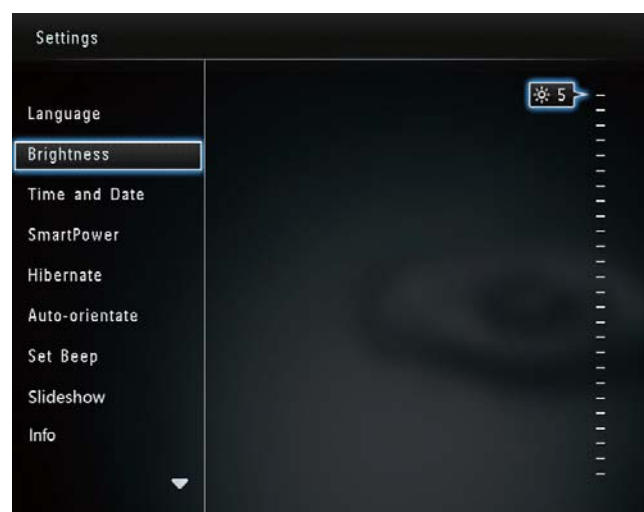 Settings
5
Language
Brightness
Time and Date
SmartPower
Hibernate
Auto-orientate
Set Beep
Slideshow
Info